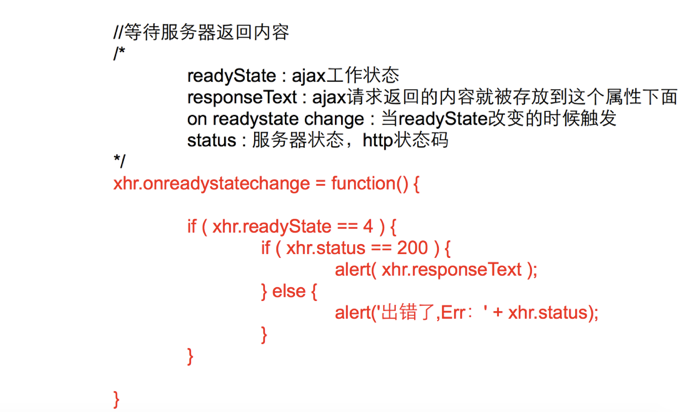 //等待服务器返回内容
/*
readyState : ajax工作状态
responseText : ajax请求返回的内容就被存放到这个属性下面
on readystate change : 当readyState改变的时候触发
status : 服务器状态，http状态码
*/
xhr.onreadystatechange = function() {
if ( xhr.readyState == 4 ) {
if ( xhr.status == 200 ) {
alert( xhr.responseText );
} else {
alert('出错了,Err：' + xhr.status);
}
}
}